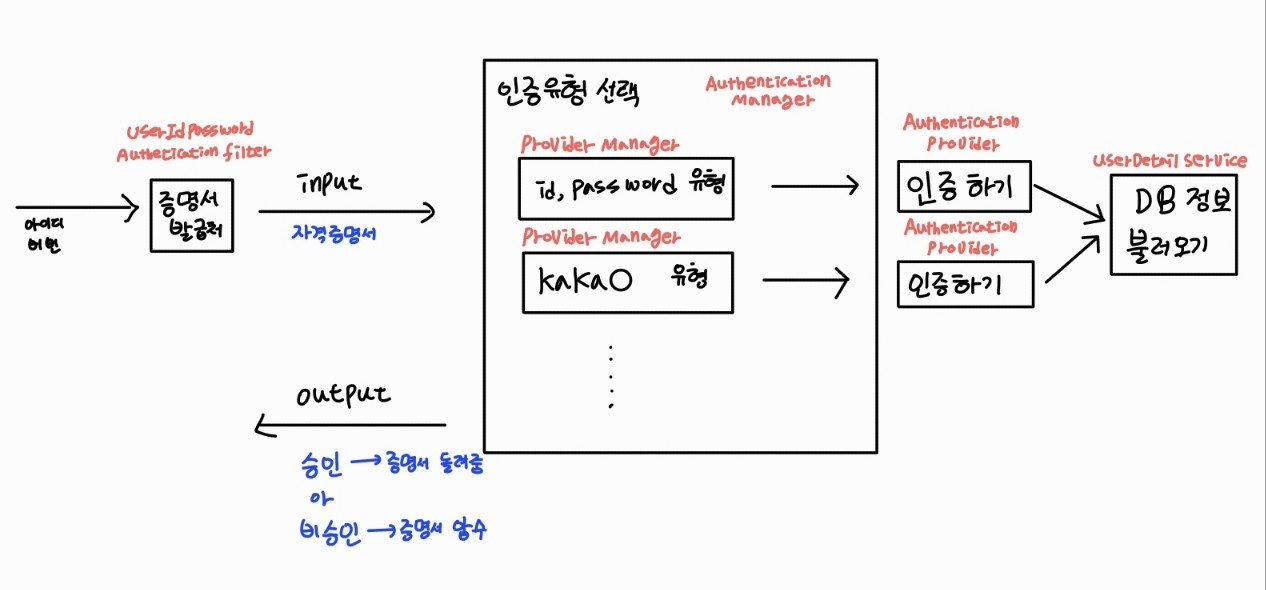 UserIdPassword
Authetication filter
증명서
발급처
아이디
비번
input
자격증명서
인증유형 선택
Authentication
Manager
Provider Manager
id, password 유형
Provider Manager
kakao 유형
Authentication
Provider
인증하기
Authentication
Provider
인증하기
UserDetail Service
DB 정보
불러오기
output
승인 → 증명서 돌려줌
아
비승인 → 증명서 압수